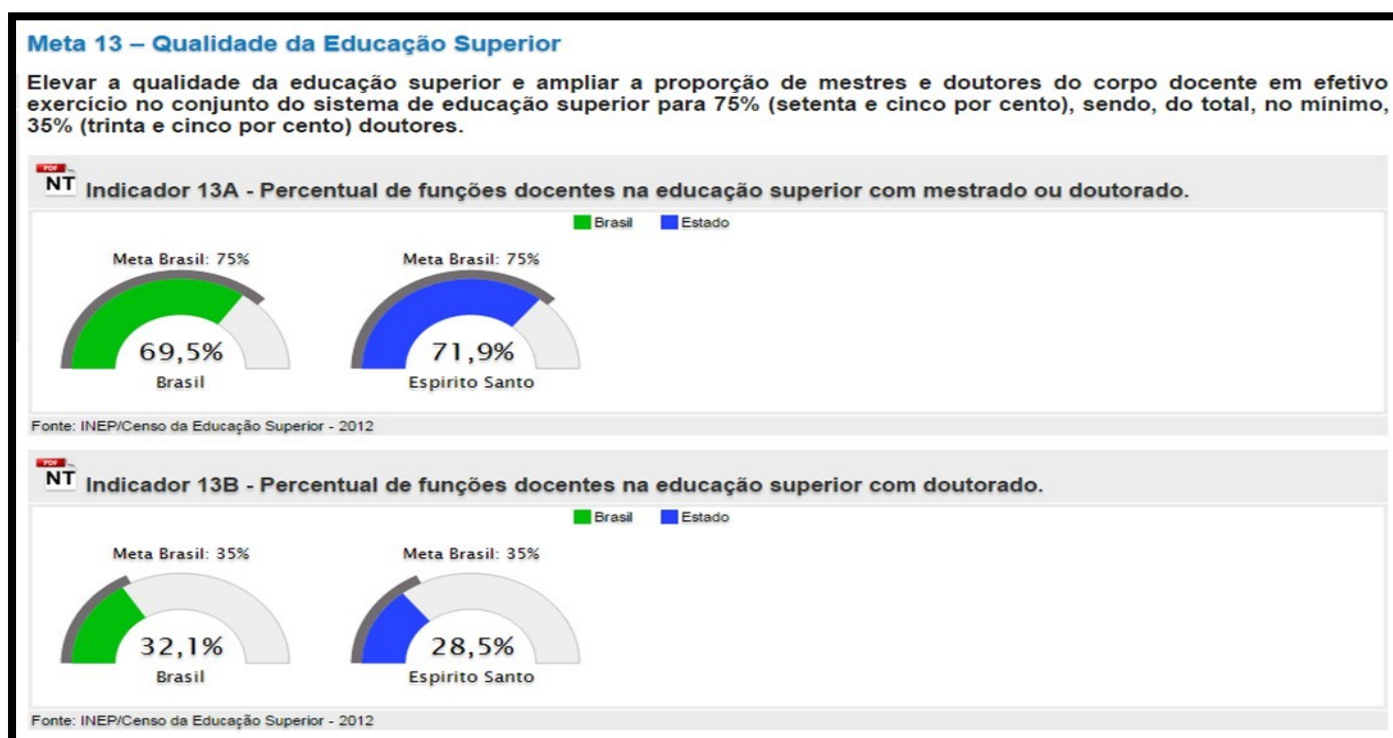 Meta 13 – Qualidade da Educação Superior
Elevar a qualidade da educação superior e ampliar a proporção de mestres e doutores do corpo docente em efetivo
exercício no conjunto do sistema de educação superior para 75% (setenta e cinco por cento), sendo, do total, no mínimo,
35% (trinta e cinco por cento) doutores.
PDF
NT
Indicador 13A - Percentual de funções docentes na educação superior com mestrado ou doutorado.
Brasil Estado
Meta Brasil: 75% Meta Brasil: 75%
69,5% 71,9%
Brasil Espirito Santo
Fonte: INEP/Censo da Educação Superior - 2012
PDF
NT
Indicador 13B - Percentual de funções docentes na educação superior com doutorado.
Brasil Estado
Meta Brasil: 35% Meta Brasil: 35%
32,1% 28,5%
Brasil Espirito Santo
Fonte: INEP/Censo da Educação Superior - 2012